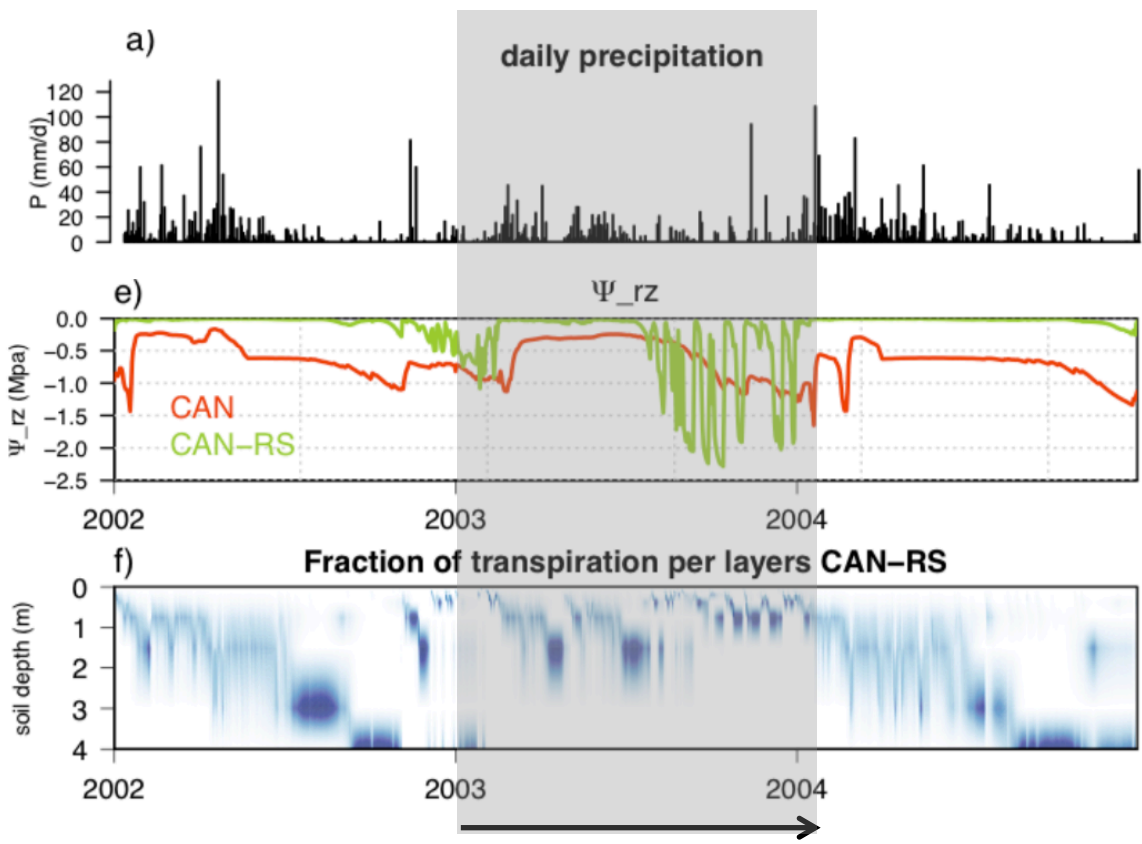 a)
daily precipitation
P (mm/d)
120
100
80
60
40
20
0
e)
Ψ_rz
Ψ_rz (Mpa)
0.0
−0.5
−1.0
−1.5
−2.0
−2.5
CAN
CAN−RS
2002
2003
2004
f)
Fraction of transpiration per layers CAN−RS
soil depth (m)
0
1
2
3
4
2002
2003
2004